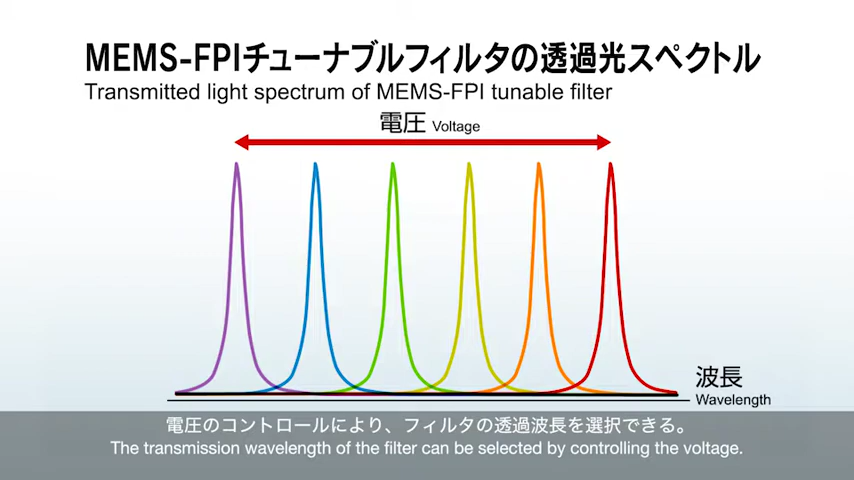 MEMS-FPIチューナブルフィルタの透過光スペクトル
Transmitted light spectrum of MEMS-FPI tunable filter
電圧 Voltage
波長
Wavelength
電圧のコントロールにより、フィルタの透過波長を選択できる。
The transmission wavelength of the filter can be selected by controlling the voltage.